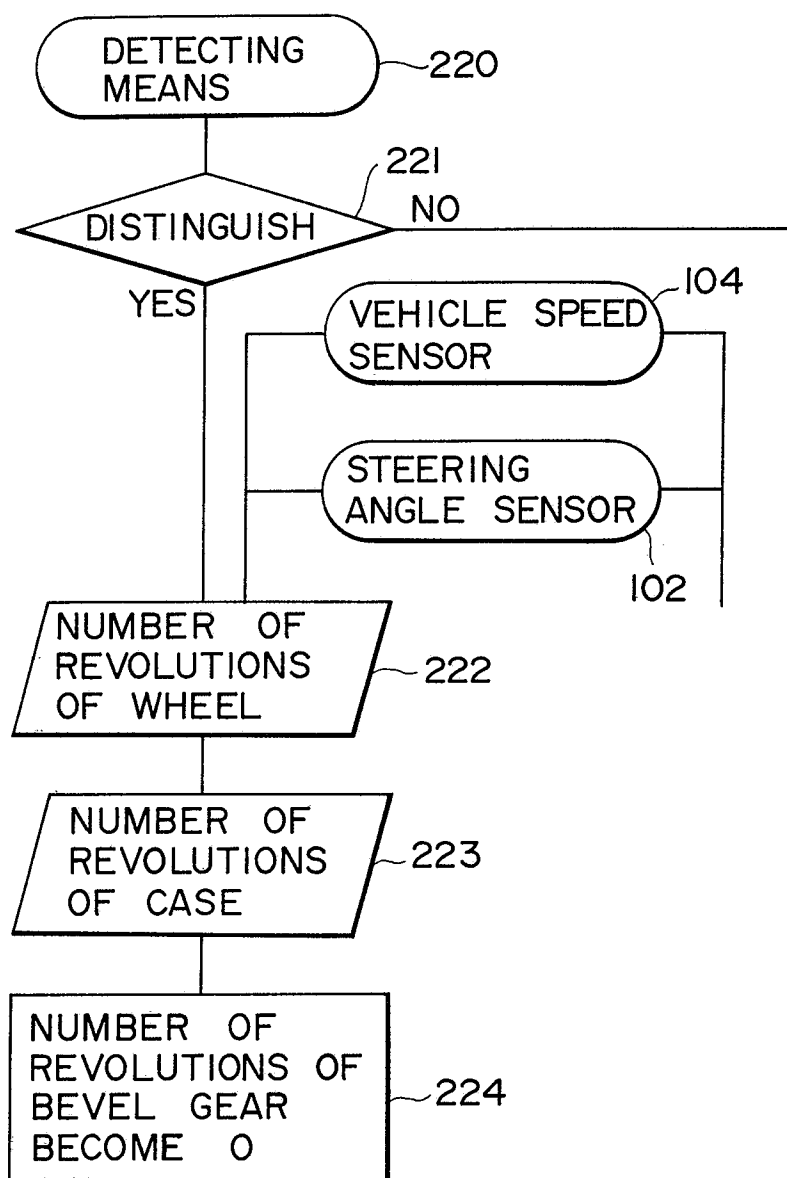 DETECTING
MEANS
220
221
DISTINGUISH
NO
YES
104
VEHICLE SPEED
SENSOR
STEERING
ANGLE SENSOR
102
NUMBER OF
REVOLUTIONS
OF WHEEL
222
NUMBER OF
REVOLUTIONS
OF CASE
223
NUMBER OF
REVOLUTIONS OF
BEVEL GEAR
BECOME 0
224